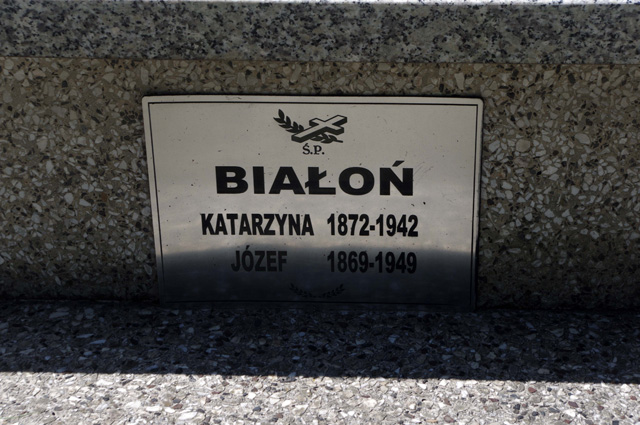 Ś.P.
BIAŁOŃ
KATARZYNA 1872-1942
JÓZEF 1869-1949